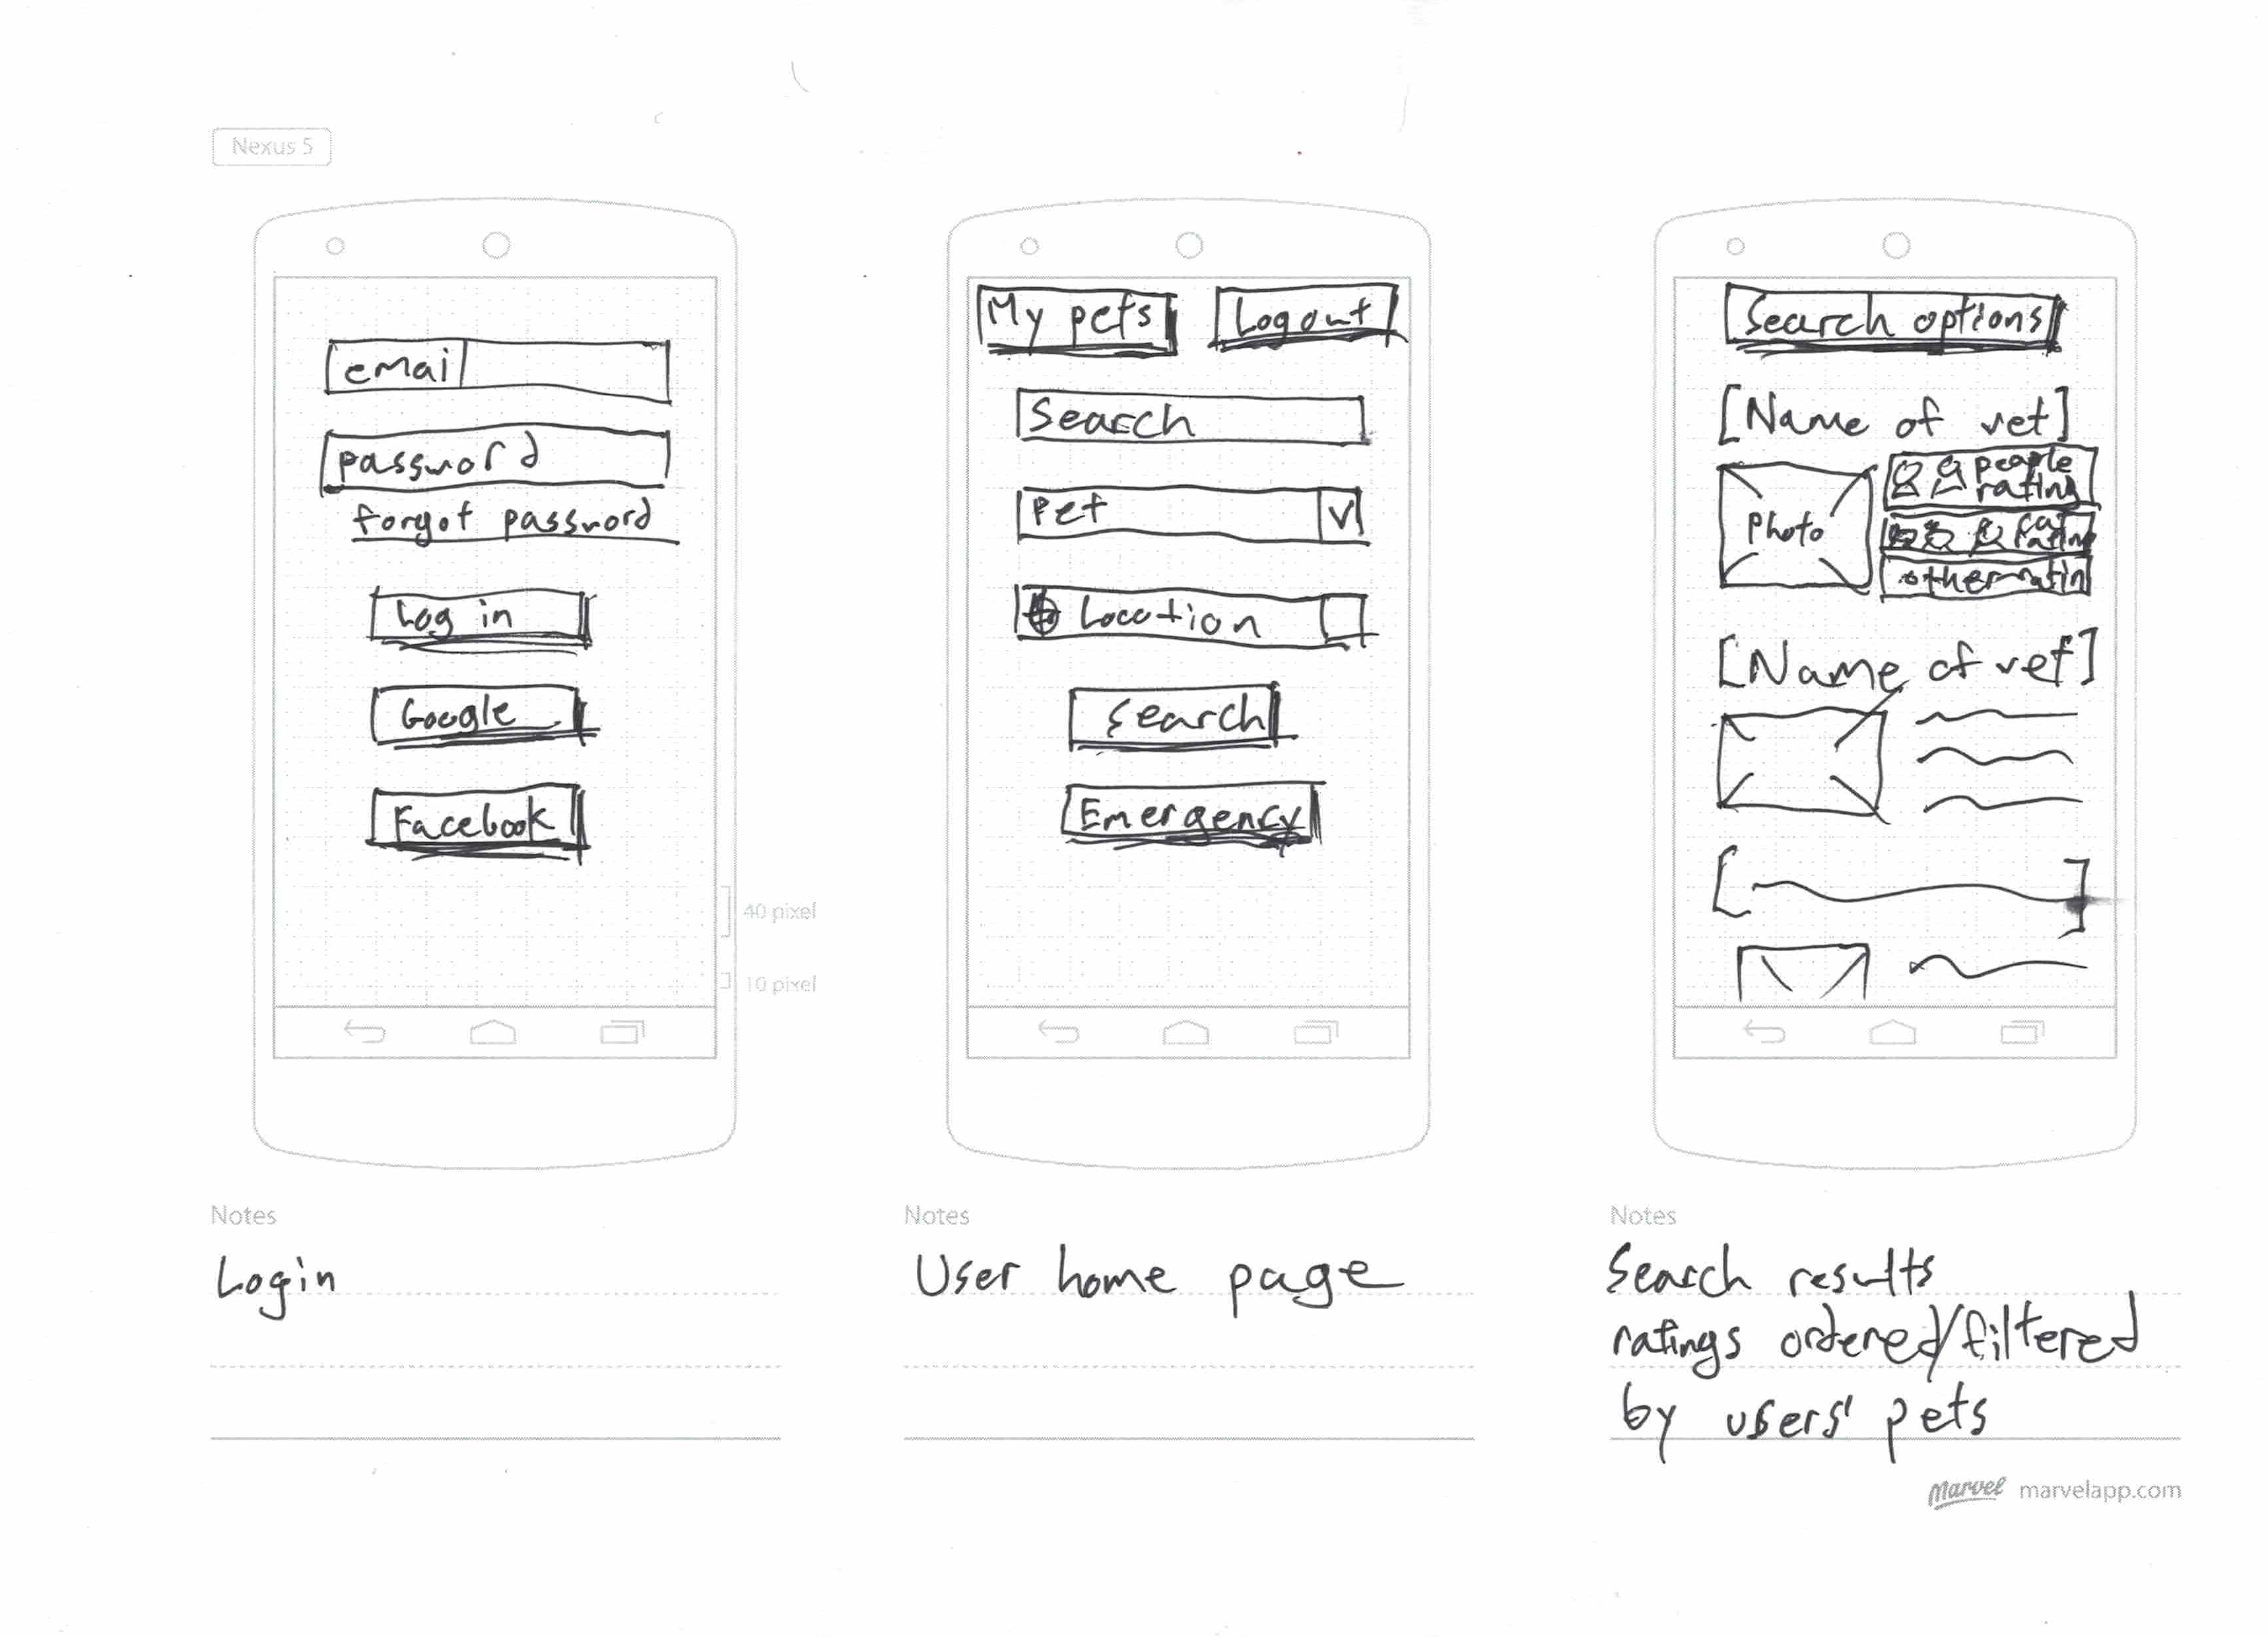 Nexus 5
emai
password
forgot password
Log in
Google
Facebook
40 pixel
10 pixel
Notes
Login
My pets
Logout
Search
Pet
V
Location
Search
Emergency
Notes
User home page
Search options
[Name of vet]
Photo
people
rating
cat
rating
other ratin
[Name of vet]
Notes
Search results
ratings ordered/filtered
by users' pets
Marvel marvelapp.com